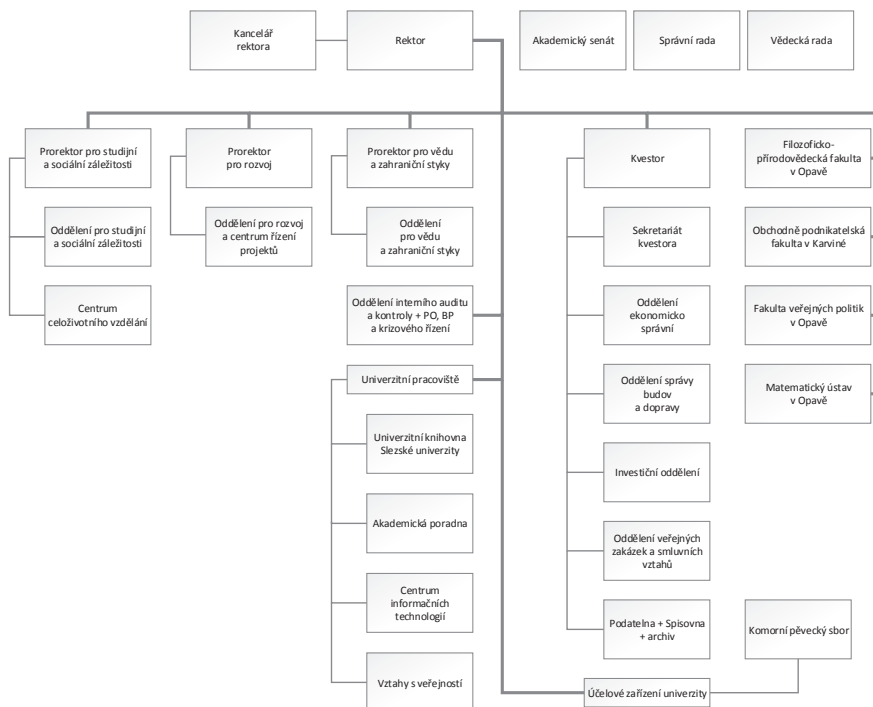 Kancelář
rektora
Rektor
Akademický senát
Správní rada
Vědecká rada
Prorektor pro studijní
a sociální záležitosti
Prorektor
pro rozvoj
Prorektor pro vědu
a zahraniční styky
Kvestor
Filozoficko-
přírodovědecká fakulta
v Opavě
Oddělení pro studijní
a sociální záležitosti
Oddělení pro rozvoj
a centrum řízení
projektů
Oddělení
pro vědu
a zahraniční styky
Sekretariát
kvestora
Obchodně podnikatelská
fakulta v Karviné
Centrum
celoživotního vzdělání
Oddělení interního auditu
a kontroly + PO, BP
a krizového řízení
Oddělení
ekonomicko
správní
Fakulta veřejných politik
v Opavě
Univerzitní pracoviště
Oddělení správy
budov
a dopravy
Matematický ústav
v Opavě
Univerzitní knihovna
Slezské univerzity
Investiční oddělení
Akademická poradna
Oddělení veřejných
zakázek a smluvních
vztahů
Centrum
informačních
technologií
Podatelna + Spisovna
+ archiv
Komorní pěvecký sbor
Vztahy s veřejností
Účelové zařízení univerzity